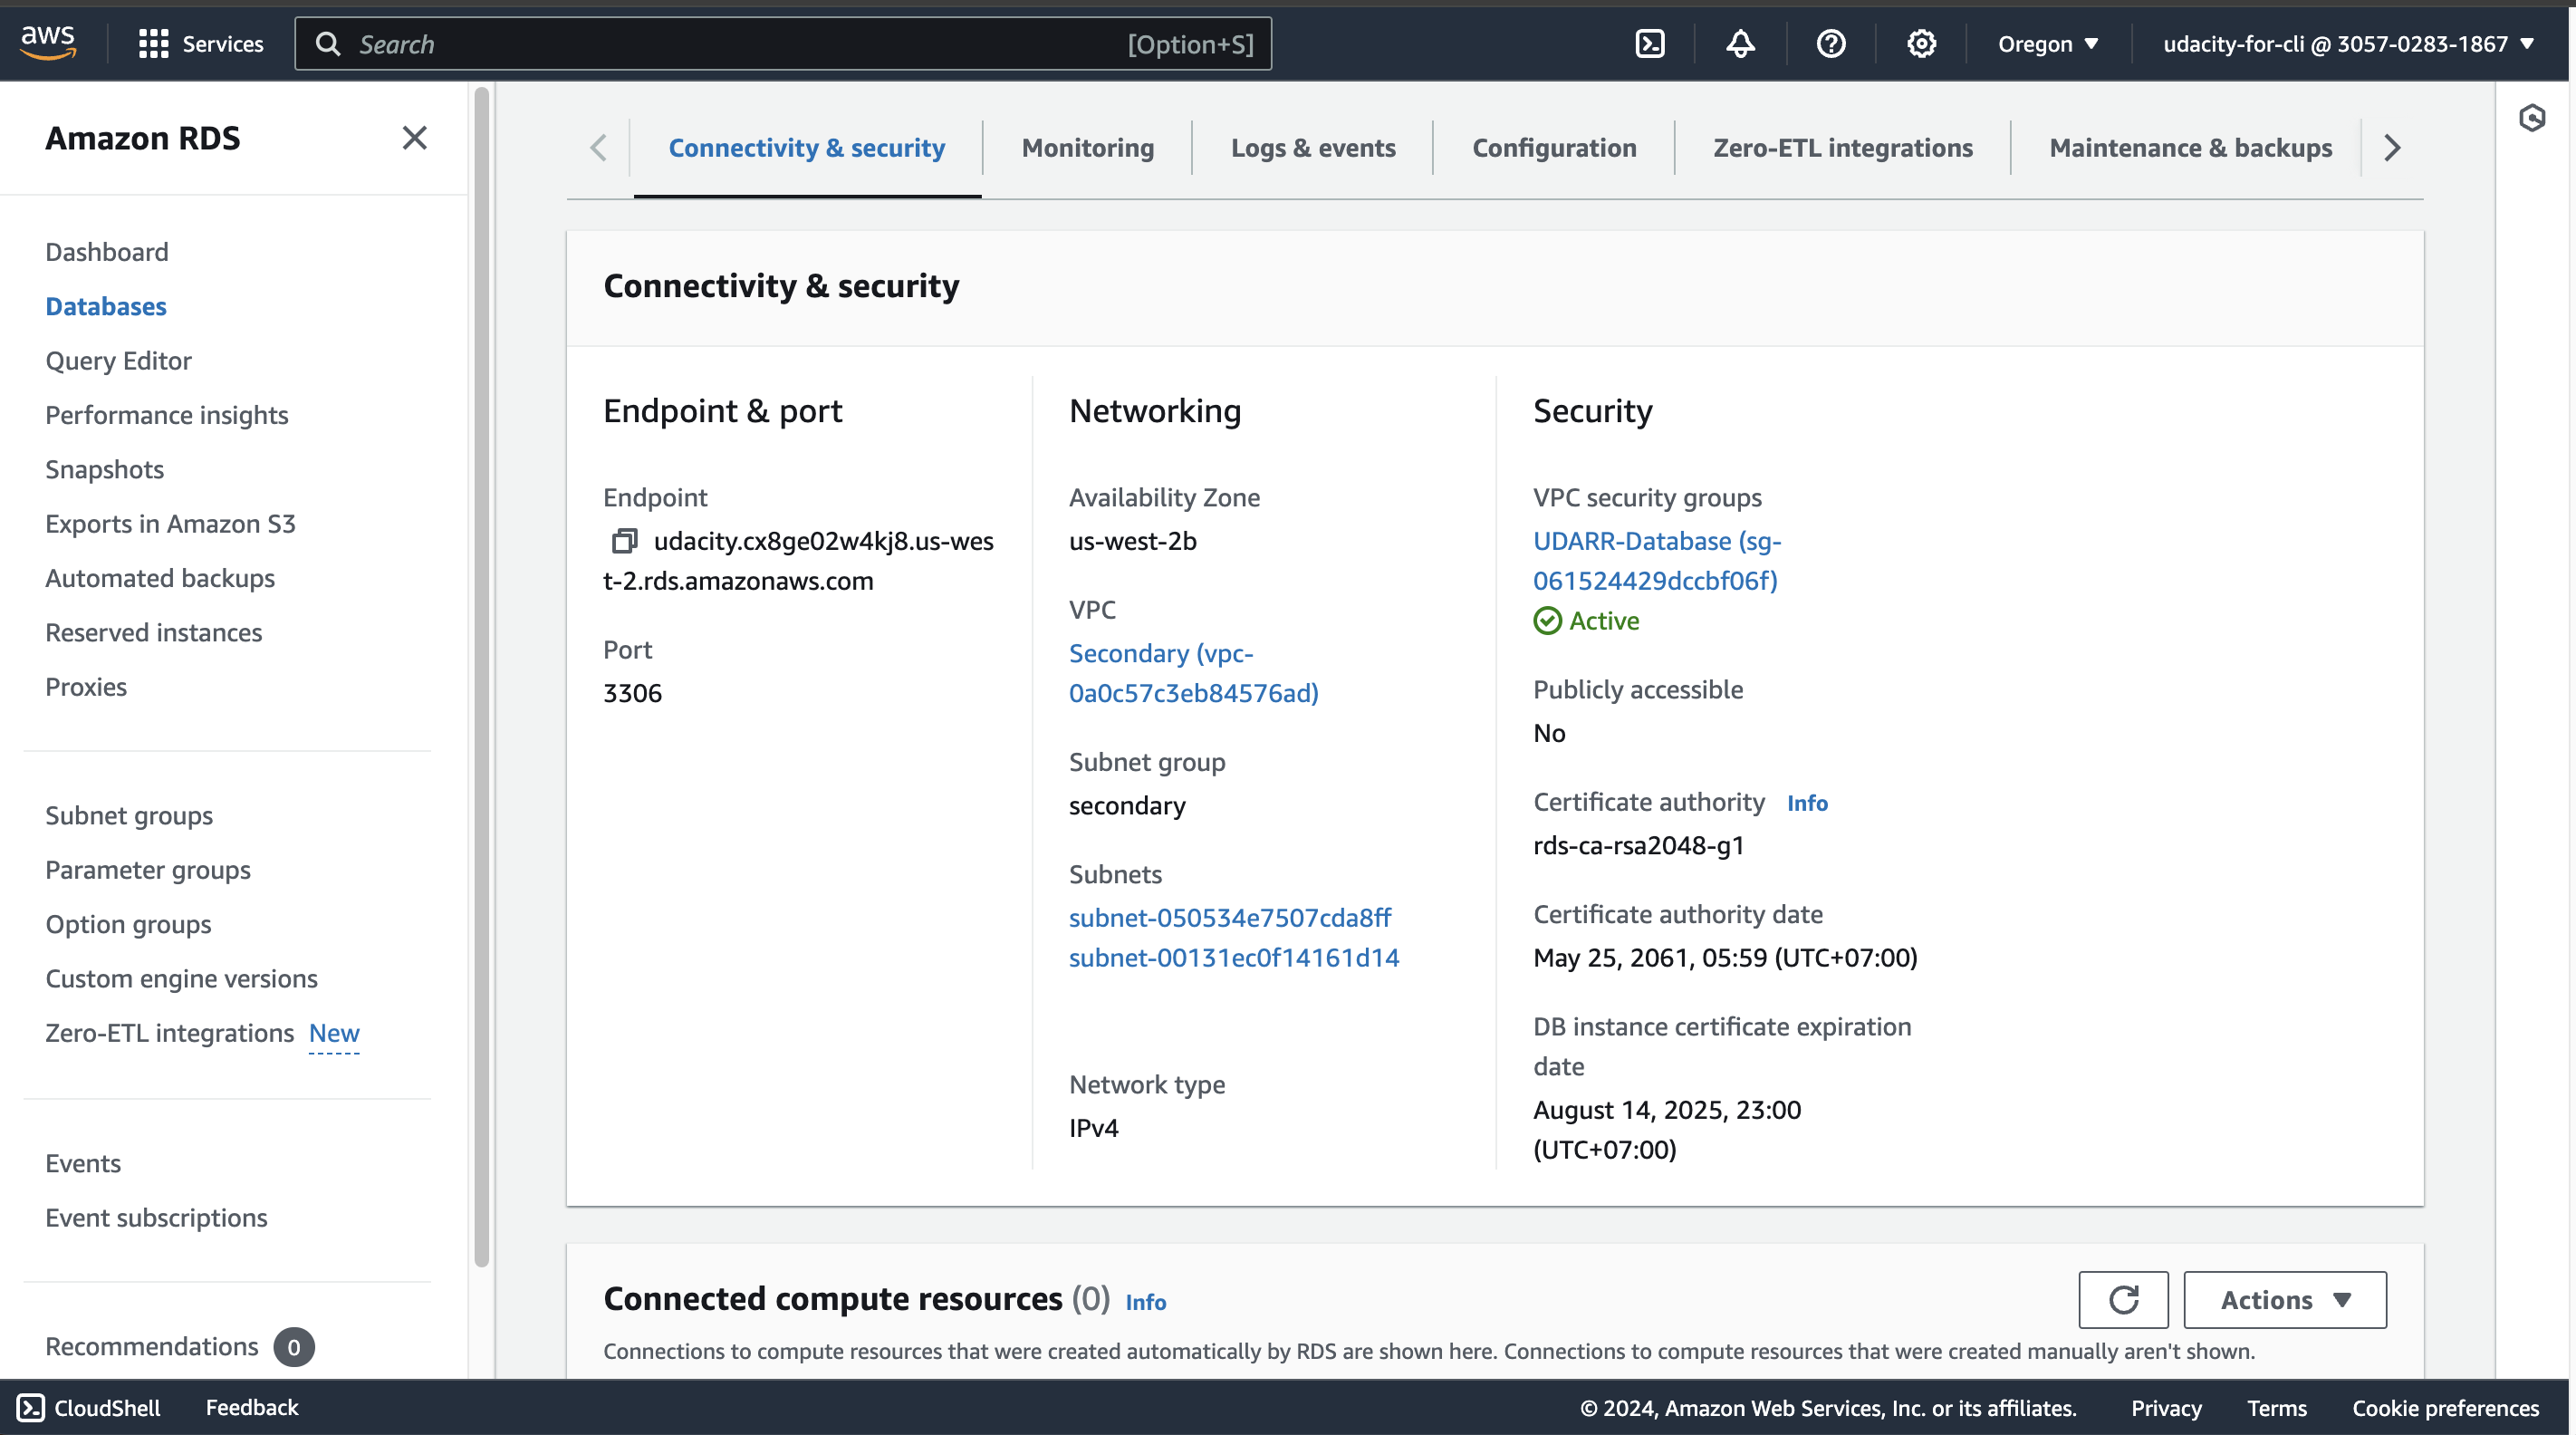 aws
Services
Search [Option+S]
Oregon ▼
udacity-for-cli @ 3057-0283-1867 ▼
Amazon RDS
Dashboard
Databases
Query Editor
Performance insights
Snapshots
Exports in Amazon S3
Automated backups
Reserved instances
Proxies
Subnet groups
Parameter groups
Option groups
Custom engine versions
Zero-ETL integrations New
Events
Event subscriptions
Recommendations 0
Connectivity & security
Monitoring
Logs & events
Configuration
Zero-ETL integrations
Maintenance & backups
Connectivity & security
Endpoint & port
Endpoint
udacity.cx8ge02w4kj8.us-wes
t-2.rds.amazonaws.com
Port
3306
Networking
Availability Zone
us-west-2b
VPC
Secondary (vpc-
0a0c57c3eb84576ad)
Subnet group
secondary
Subnets
subnet-050534e7507cda8ff
subnet-00131ec0f14161d14
Network type
IPv4
Security
VPC security groups
UDARR-Database (sg-
061524429dccbf06f)
Active
Publicly accessible
No
Certificate authority Info
rds-ca-rsa2048-g1
Certificate authority date
May 25, 2061, 05:59 (UTC+07:00)
DB instance certificate expiration
date
August 14, 2025, 23:00
(UTC+07:00)
Connected compute resources (0) Info
Actions ▼
Connections to compute resources that were created automatically by RDS are shown here. Connections to compute resources that were created manually aren't shown.
CloudShell
Feedback
© 2024, Amazon Web Services, Inc. or its affiliates.
Privacy
Terms
Cookie preferences